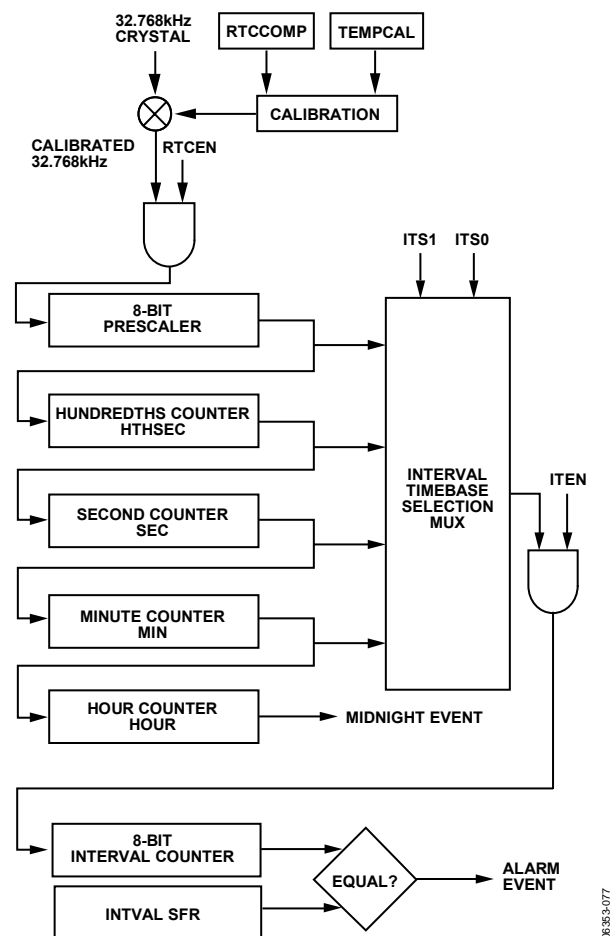 32.768kHz
CRYSTAL
RTCCOMP
TEMPCAL
CALIBRATION
CALIBRATED
32.768kHz
RTCEN
ITS1
ITS0
8-BIT
PRESCALER
HUNDREDTHS COUNTER
HTHSEC
INTERVAL
TIMEBASE
SELECTION
MUX
ITEN
SECOND COUNTER
SEC
MINUTE COUNTER
MIN
HOUR COUNTER
HOUR
MIDNIGHT EVENT
8-BIT
INTERVAL COUNTER
EQUAL?
ALARM
EVENT
INTVAL SFR
06353-077